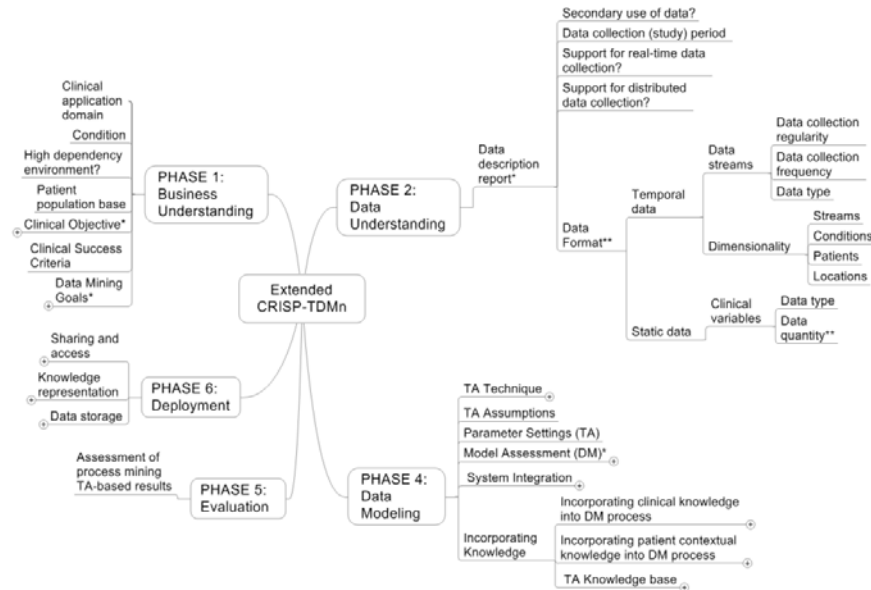 Extended
CRISP-TDMn
PHASE 1:
Business
Understanding
Clinical
application
domain
Condition
High dependency
environment?
Patient
population base
Clinical Objective*
Clinical Success
Criteria
Data Mining
Goals*
PHASE 2:
Data
Understanding
Data
description
report*
Secondary use of data?
Data collection (study) period
Support for real-time data
collection?
Support for distributed
data collection?
Data
Format**
Temporal
data
Data
streams
Data collection
regularity
Data collection
frequency
Data type
Dimensionality
Streams
Conditions
Patients
Locations
Static data
Clinical
variables
Data type
Data
quantity**
PHASE 4:
Data
Modeling
TA Technique
TA Assumptions
Parameter Settings (TA)
Model Assessment (DM)*
System Integration
Incorporating
Knowledge
Incorporating clinical knowledge
into DM process
Incorporating patient contextual
knowledge into DM process
TA Knowledge base
PHASE 5:
Evaluation
Assessment of
process mining
TA-based results
PHASE 6:
Deployment
Sharing and
access
Knowledge
representation
Data storage